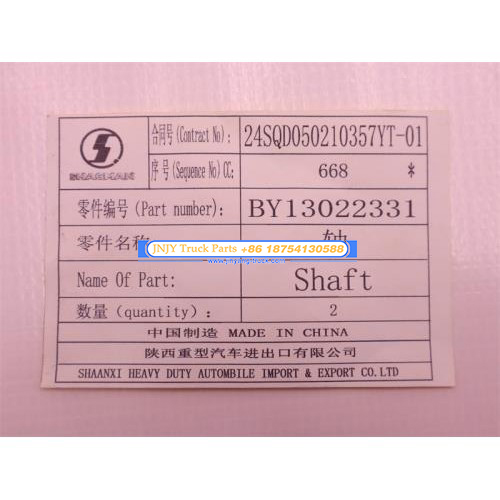 SHACMAN
合同号(Contract No): 24SQD050210357YT-01
序号(Sequence No)CC: 668 *
零件编号(Part number): BY13022331
零件名称 轴
JNJY Truck Parts +86 18754130588
Name Of Part: Shaft
数量(quantity): 2
中国制造 MADE IN CHINA
陕西重型汽车进出口有限公司
SHAANXI HEAVY DUTY AUTOMBILE IMPORT & EXPORT CO.LTD